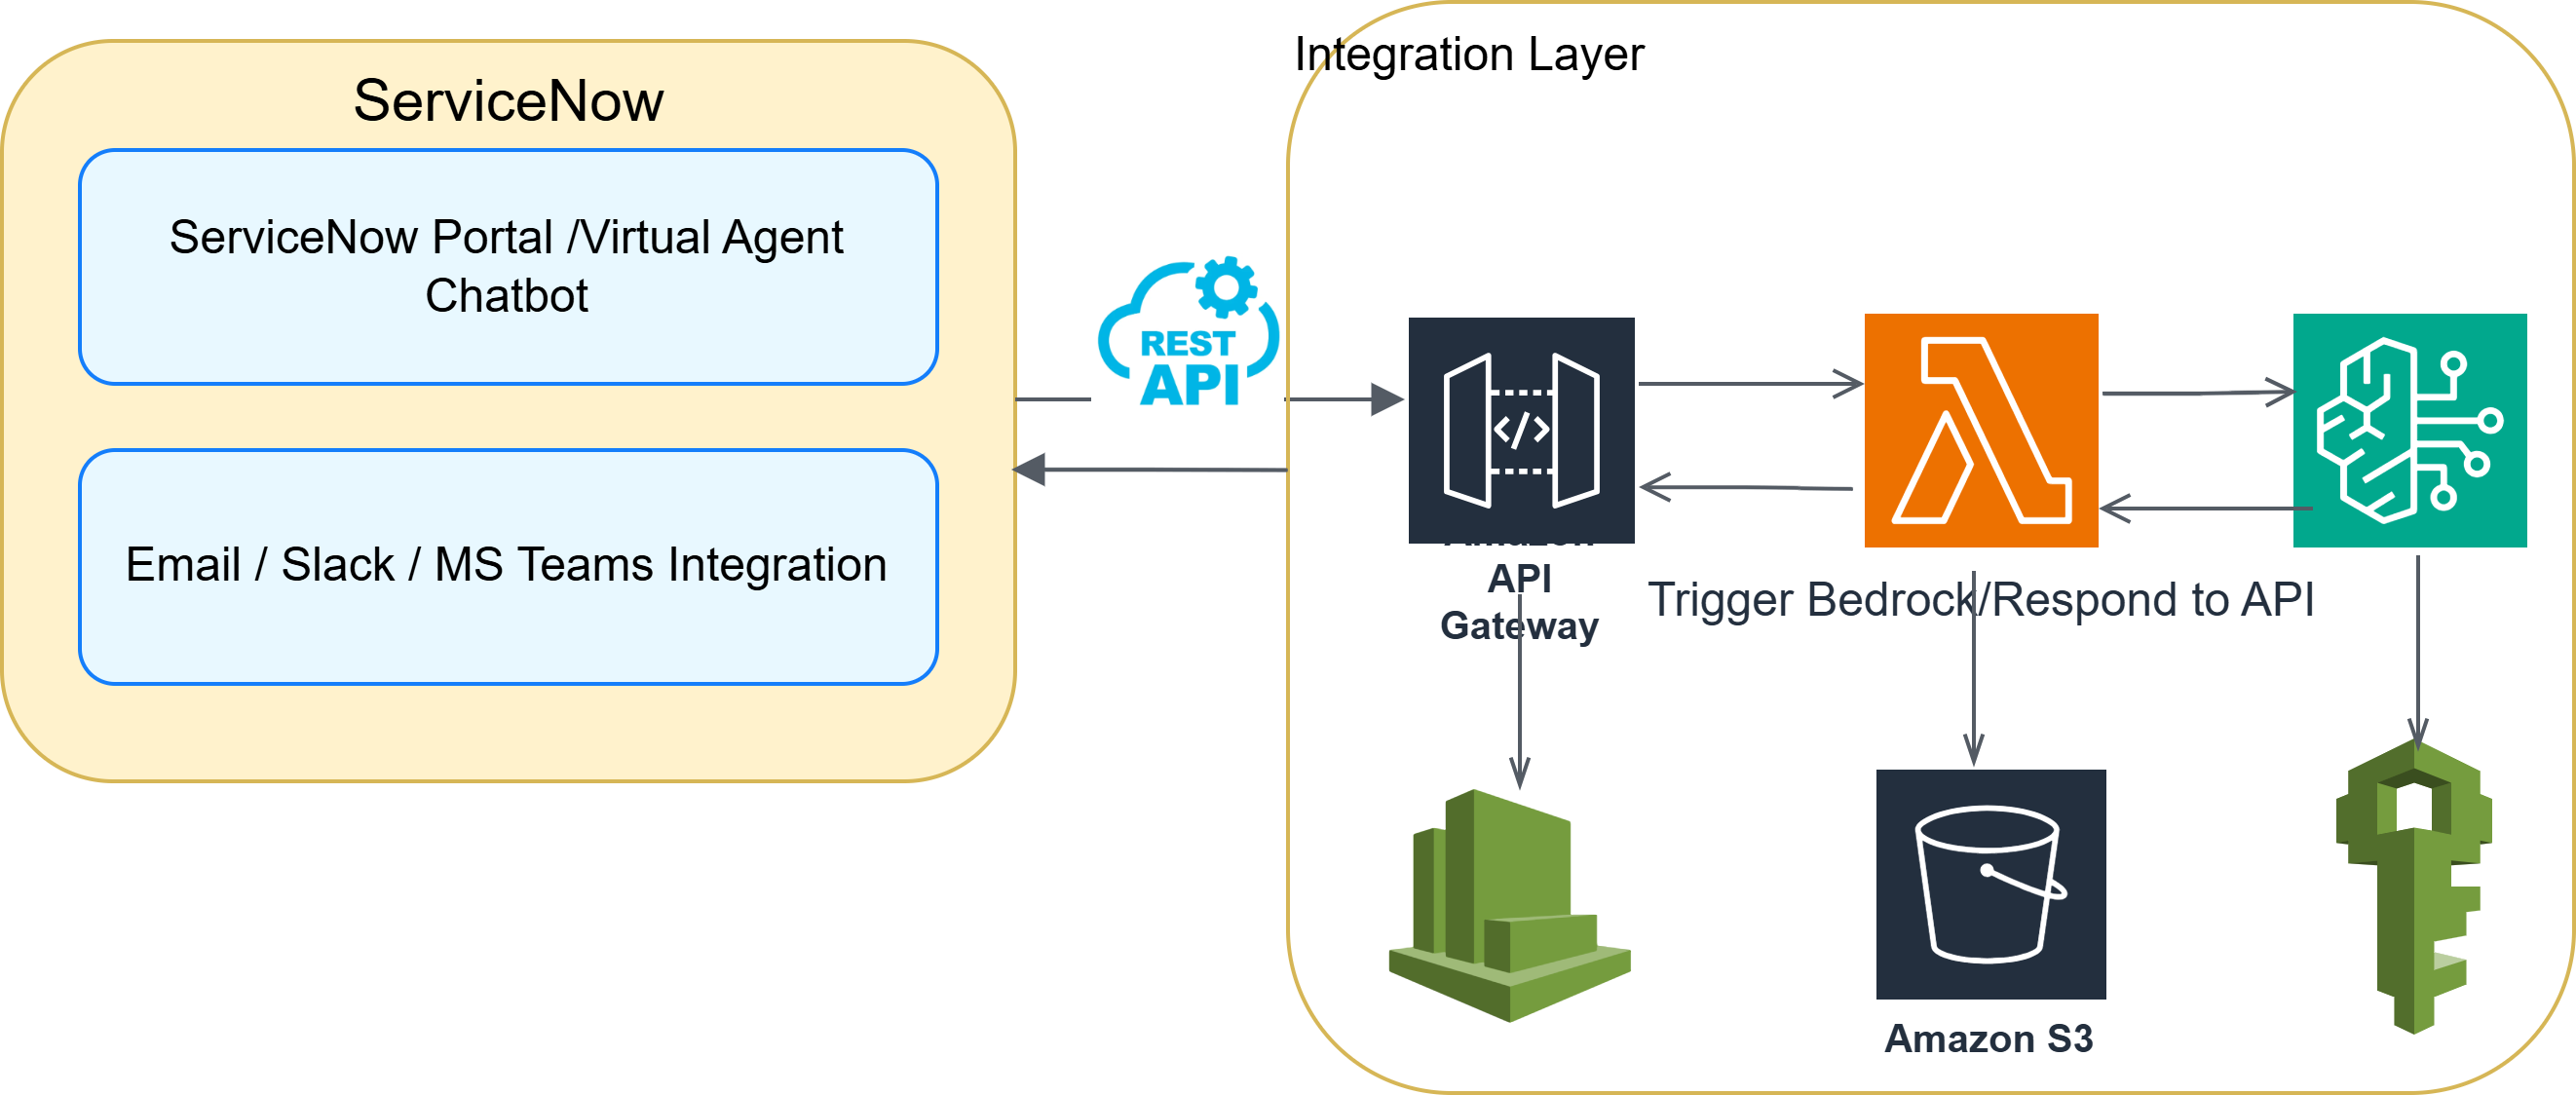 ServiceNow
ServiceNow Portal /Virtual Agent
Chatbot
Email / Slack / MS Teams Integration
REST
API
Integration Layer
</>
Amazon
API
Gateway
Trigger Bedrock/Respond to API
Amazon S3